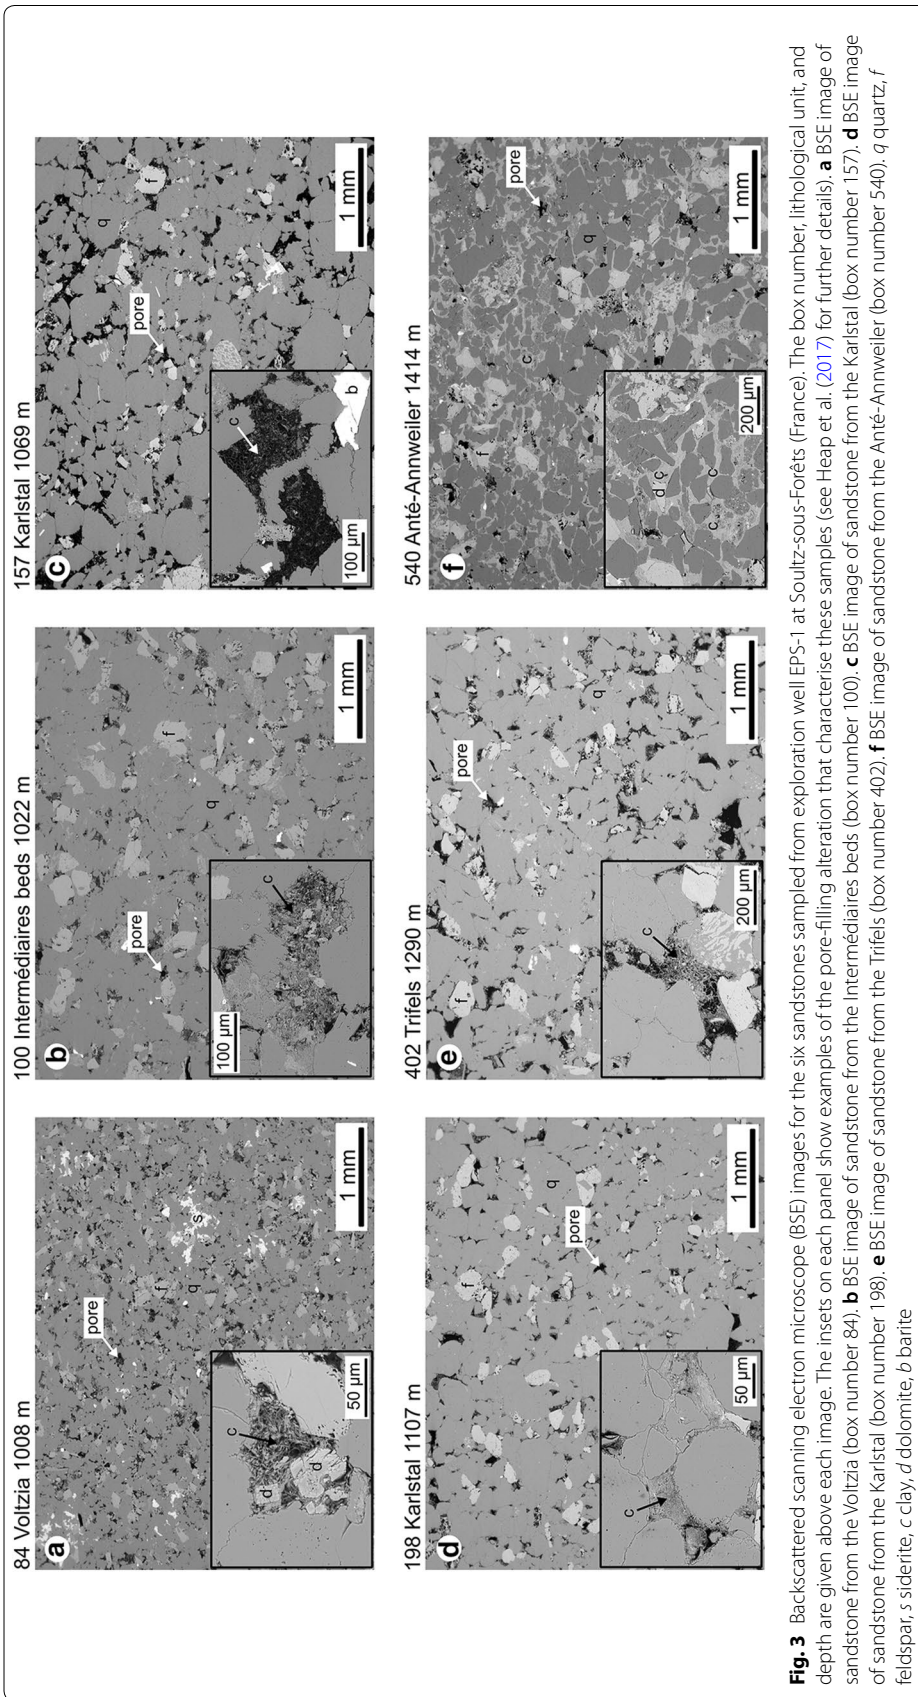 84 Voltzia 1008 m
a
pore
f
q
s
d
d
c
50 µm
1 mm
100 Intermédiaires beds 1022 m
b
pore
q
f
100 µm
c
1 mm
157 Karlstal 1069 m
c
pore
q
f
c
b
100 µm
1 mm
198 Karlstal 1107 m
d
f
pore
q
c
50 µm
1 mm
402 Trifels 1290 m
e
f
pore
q
c
200 µm
1 mm
540 Anté-Annweiler 1414 m
f
f
c
q
pore
d
c
c
c
200 µm
1 mm
Fig. 3 Backscattered scanning electron microscope (BSE) images for the six sandstones sampled from exploration well EPS-1 at Soultz-sous-Forêts (France). The box number, lithological unit, and
depth are given above each image. The insets on each panel show examples of the pore-filling alteration that characterise these samples (see Heap et al. (2017) for further details). a BSE image of
sandstone from the Voltzia (box number 84). b BSE image of sandstone from the Intermédiaires beds (box number 100). c BSE image of sandstone from the Karlstal (box number 157). d BSE image
of sandstone from the Karlstal (box number 198). e BSE image of sandstone from the Trifels (box number 402). f BSE image of sandstone from the Anté-Annweiler (box number 540). q quartz, f
feldspar, s siderite, c clay, d dolomite, b barite